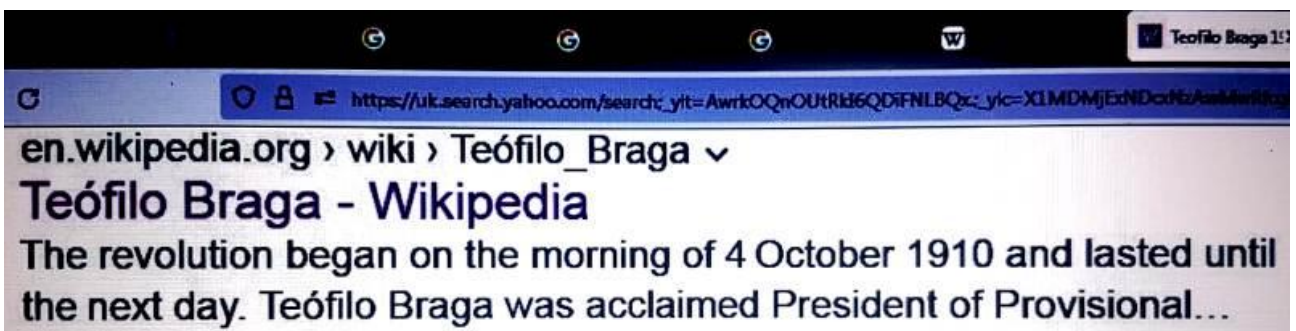 Teofilo Braga
https://uk.search.yahoo.com/search;_ylt=
en.wikipedia.org › wiki › Teófilo_Braga
Teófilo Braga - Wikipedia
The revolution began on the morning of 4 October 1910 and lasted until
the next day. Teófilo Braga was acclaimed President of Provisional...